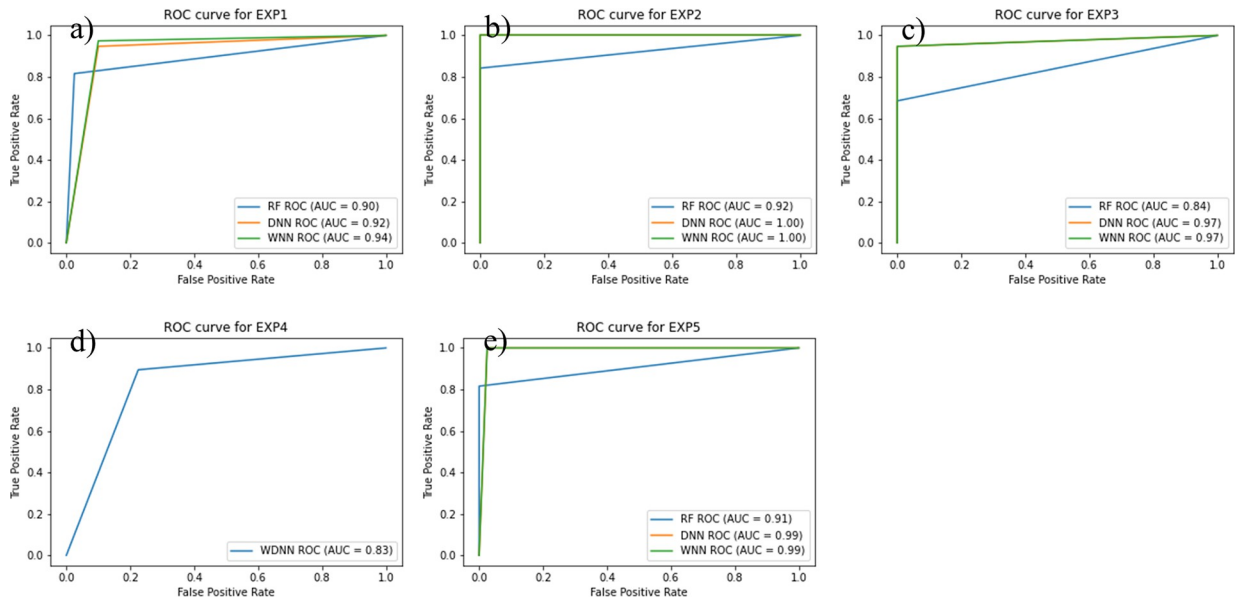 ROC curve for EXP1
a)
True Positive Rate
1.0
0.8
0.6
0.4
0.2
0.0
RF ROC (AUC = 0.90)
DNN ROC (AUC = 0.92)
WNN ROC (AUC = 0.94)
0.0 0.2 0.4 0.6 0.8 1.0
False Positive Rate
ROC curve for EXP2
b)
True Positive Rate
1.0
0.8
0.6
0.4
0.2
0.0
RF ROC (AUC = 0.92)
DNN ROC (AUC = 1.00)
WNN ROC (AUC = 1.00)
0.0 0.2 0.4 0.6 0.8 1.0
False Positive Rate
ROC curve for EXP3
c)
True Positive Rate
1.0
0.8
0.6
0.4
0.2
0.0
RF ROC (AUC = 0.84)
DNN ROC (AUC = 0.97)
WNN ROC (AUC = 0.97)
0.0 0.2 0.4 0.6 0.8 1.0
False Positive Rate
ROC curve for EXP4
d)
True Positive Rate
1.0
0.8
0.6
0.4
0.2
0.0
WDNN ROC (AUC = 0.83)
0.0 0.2 0.4 0.6 0.8 1.0
False Positive Rate
ROC curve for EXP5
e)
True Positive Rate
1.0
0.8
0.6
0.4
0.2
0.0
RF ROC (AUC = 0.91)
DNN ROC (AUC = 0.99)
WNN ROC (AUC = 0.99)
0.0 0.2 0.4 0.6 0.8 1.0
False Positive Rate